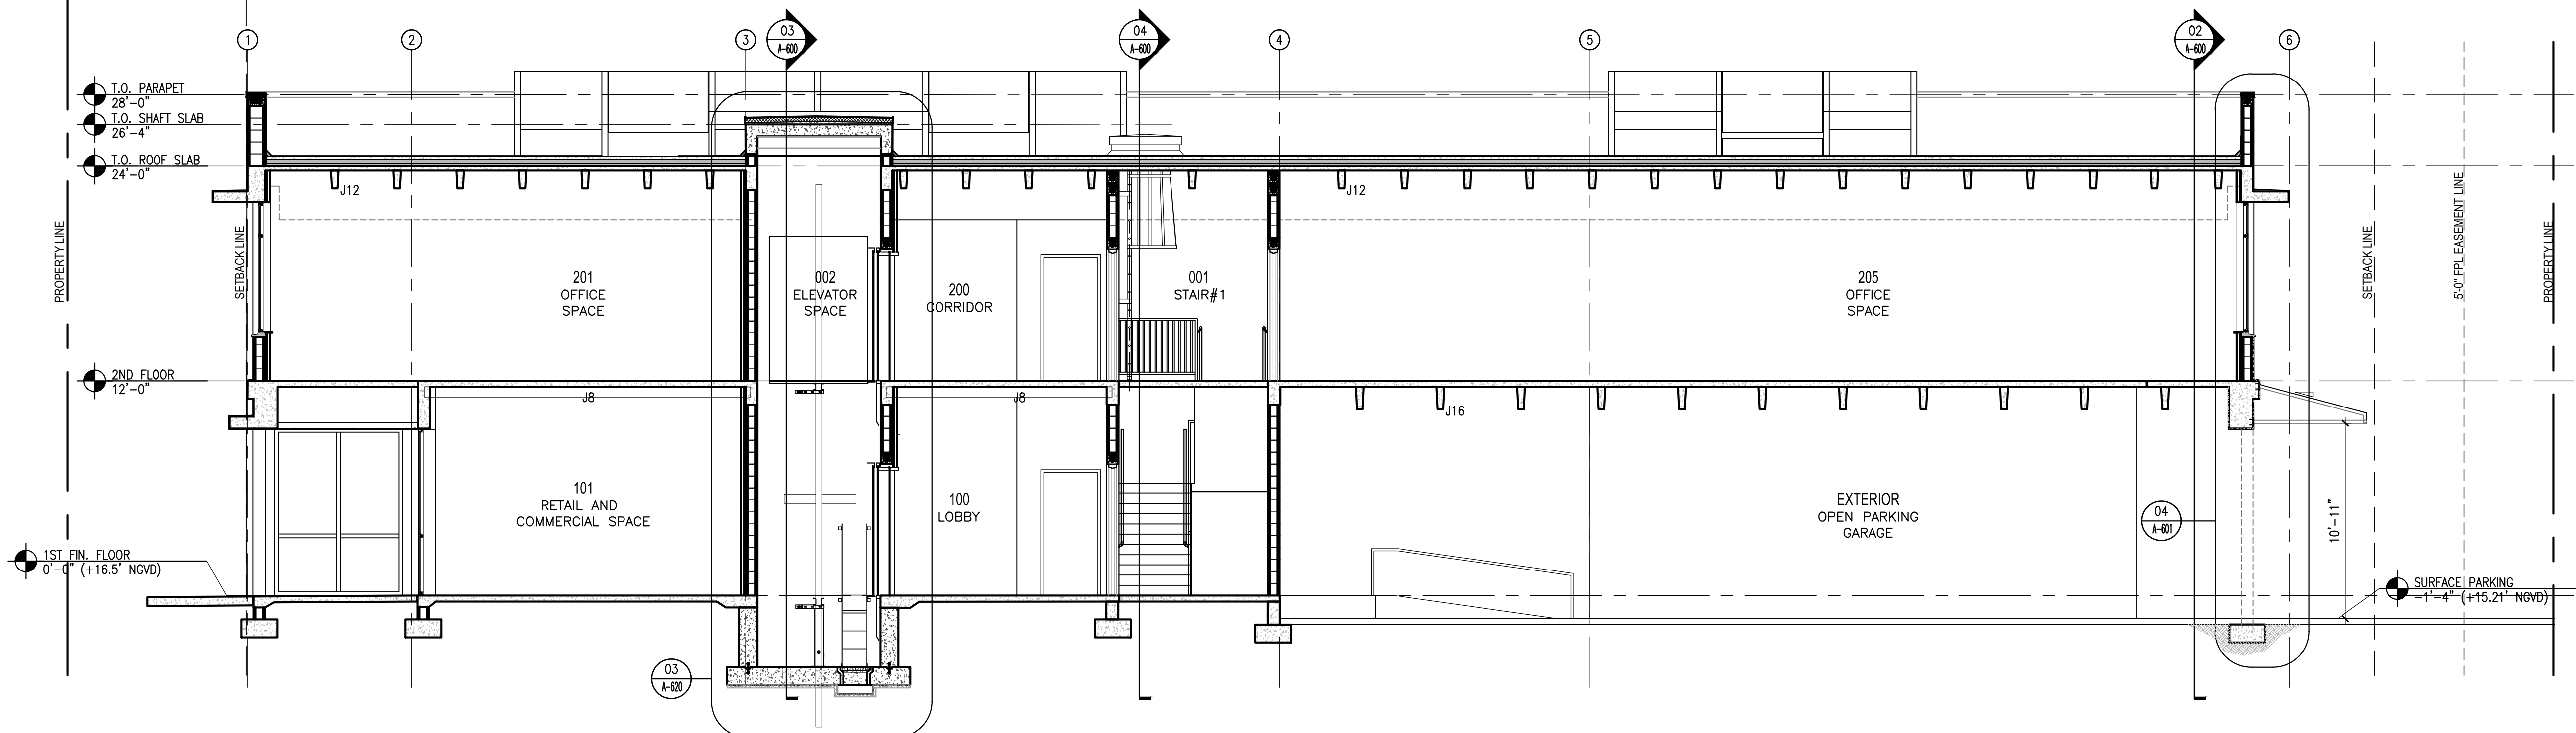 1
2
3
03
A-600
04
A-600
4
5
02
A-600
6
T.O. PARAPET
28'-0"
T.O. SHAFT SLAB
26'-4"
T.O. ROOF SLAB
24'-0"
J12
J12
PROPERTY LINE
SETBACK LINE
201
OFFICE
SPACE
002
ELEVATOR
SPACE
200
CORRIDOR
001
STAIR#1
205
OFFICE
SPACE
SETBACK LINE
5'-0" FPL EASEMENT LINE
PROPERTY LINE
2ND FLOOR
12'-0"
J8
J8
J16
101
RETAIL AND
COMMERCIAL SPACE
100
LOBBY
EXTERIOR
OPEN PARKING
GARAGE
04
A-601
10'-11"
1ST FIN. FLOOR
0'-0" (+16.5' NGVD)
SURFACE PARKING
-1'-4" (+15.21' NGVD)
03
A-620